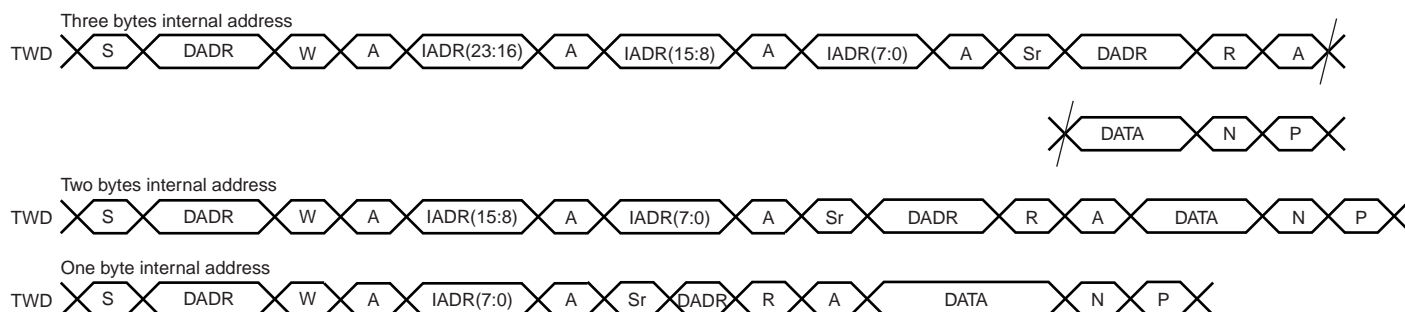 Three bytes internal address
TWD S DADR W A IADR(23:16) A IADR(15:8) A IADR(7:0) A Sr DADR R A
DATA N P
Two bytes internal address
TWD S DADR W A IADR(15:8) A IADR(7:0) A Sr DADR R A DATA N P
One byte internal address
TWD S DADR W A IADR(7:0) A Sr DADR R A DATA N P